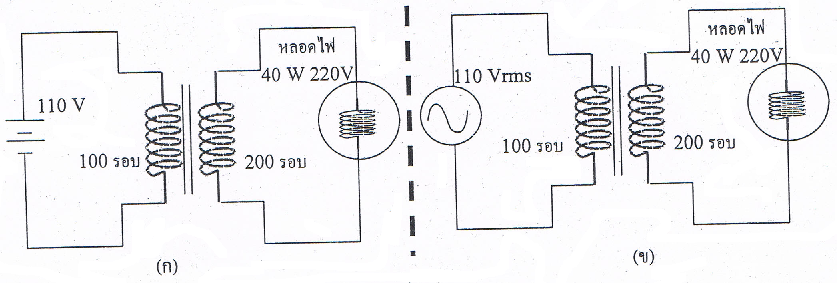 หลอดไฟ
40 W 220V
110 V
100 รอบ
200 รอบ
(ก)
หลอดไฟ
40 W 220V
110 Vrms
100 รอบ
200 รอบ
(ข)